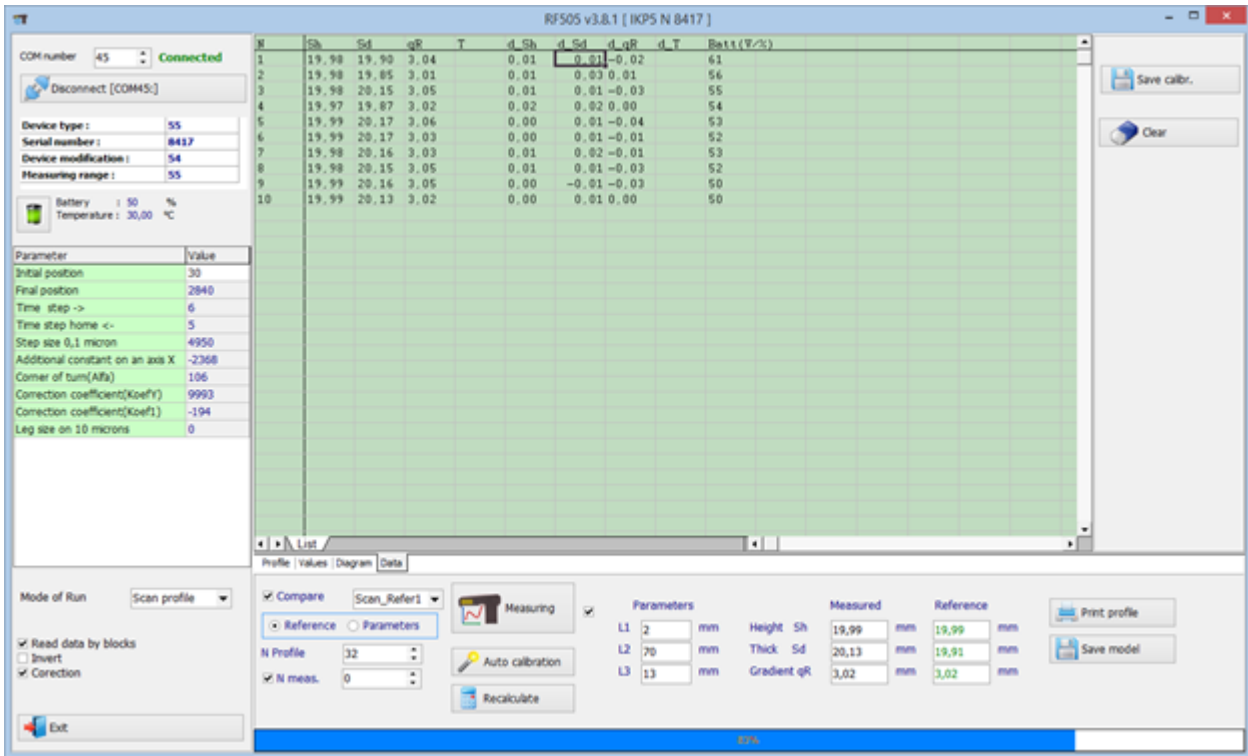 RF505 v3.8.1 [ IKP5 N 8417 ]
COM number 45 Connected
Disconnect [COM45:]
Device type : 55
Serial number : 8417
Device modification : 54
Measuring range : 55
Battery : 50 %
Temperature : 30,00 °C
Parameter Value
Initial position 30
Final position 2840
Time step -> 6
Time step home <- 5
Step size 0,1 micron 4950
Additional constant on an axis X -2368
Corner of turn(Alfa) 106
Correction coefficient(KoefY) 9993
Correction coefficient(Koef1) -194
Leg size on 10 microns 0
Mode of Run Scan profile
Read data by blocks
Invert
Corection
Exit
N Sh Sd qR T d_Sh d_Sd d_qR d_T Batt(V/%)
1 19,98 19,90 3,04 0,01 0,01 -0,02 61
2 19,98 19,85 3,01 0,01 0,03 0,01 56
3 19,98 20,15 3,05 0,01 0,01 -0,03 55
4 19,97 19,87 3,02 0,02 0,02 0,00 54
5 19,99 20,17 3,06 0,00 0,01 -0,04 53
6 19,99 20,17 3,03 0,00 0,01 -0,01 52
7 19,98 20,16 3,03 0,01 0,02 -0,01 53
8 19,98 20,15 3,05 0,01 0,01 -0,03 52
9 19,99 20,16 3,05 0,00 -0,01 -0,03 50
10 19,99 20,13 3,02 0,00 0,01 0,00 50
List
Profile Values Diagram Data
Compare Scan_Refer1
Reference Parameters
N Profile 32
N meas. 0
Measuring
Auto calibration
Recalculate
Parameters Measured Reference
L1 2 mm Height Sh 19,99 mm 19,99 mm
L2 70 mm Thick Sd 20,13 mm 19,91 mm
L3 13 mm Gradient qR 3,02 mm 3,02 mm
Print profile
Save model
Save calibr.
Clear